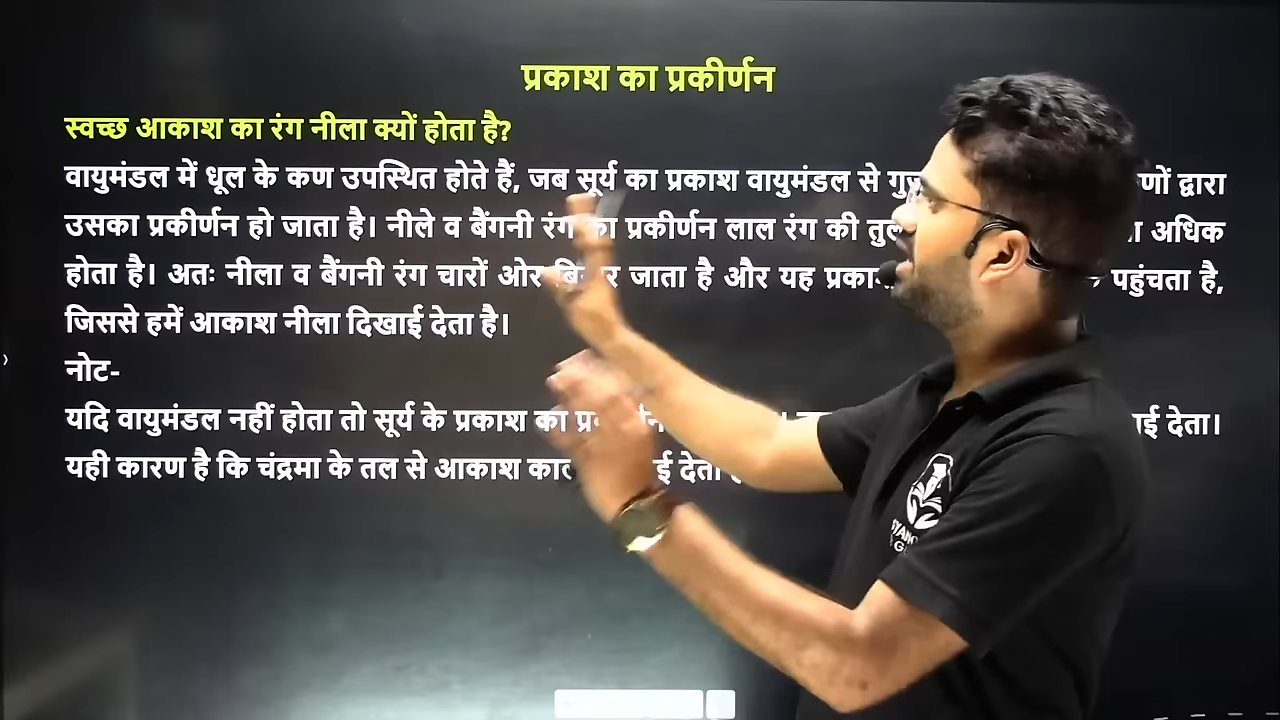 प्रकाश का प्रकीर्णन
स्वच्छ आकाश का रंग नीला क्यों होता है?
वायुमंडल में धूल के कण उपस्थित होते हैं, जब सूर्य का प्रकाश वायुमंडल से द्वारा
उसका प्रकीर्णन हो जाता है। नीले व बैंगनी रंग का प्रकीर्णन लाल रंग की अधिक
होता है। अतः नीला व बैंगनी रंग चारों ओर जाता है और यह पहुंचता है,
जिससे हमें आकाश नीला दिखाई देता है।
नोट-
यदि वायुमंडल नहीं होता तो सूर्य के प्रकाश का देता।
यही कारण है कि चंद्रमा के तल से आकाश देता